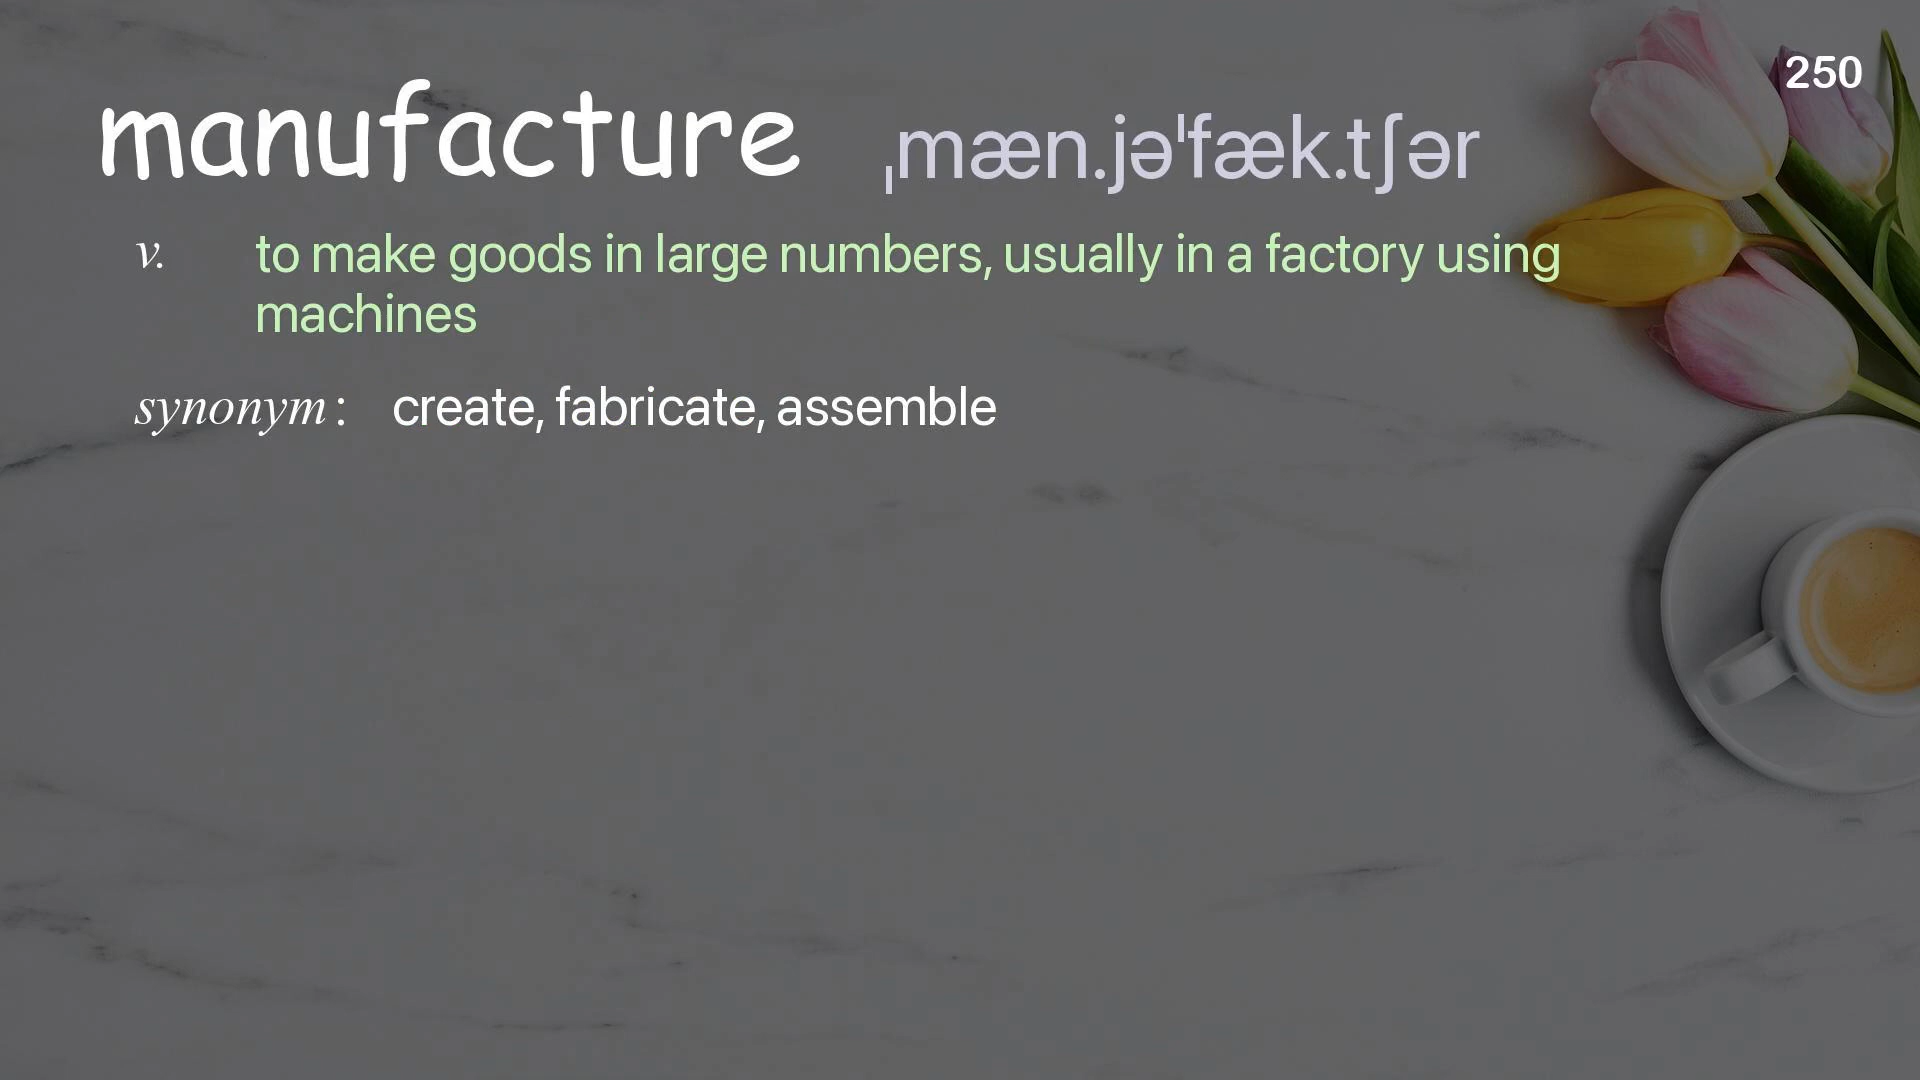 250
manufacture ˌmæn.jəˈfæk.tʃər
v. to make goods in large numbers, usually in a factory using
machines
synonym : create, fabricate, assemble